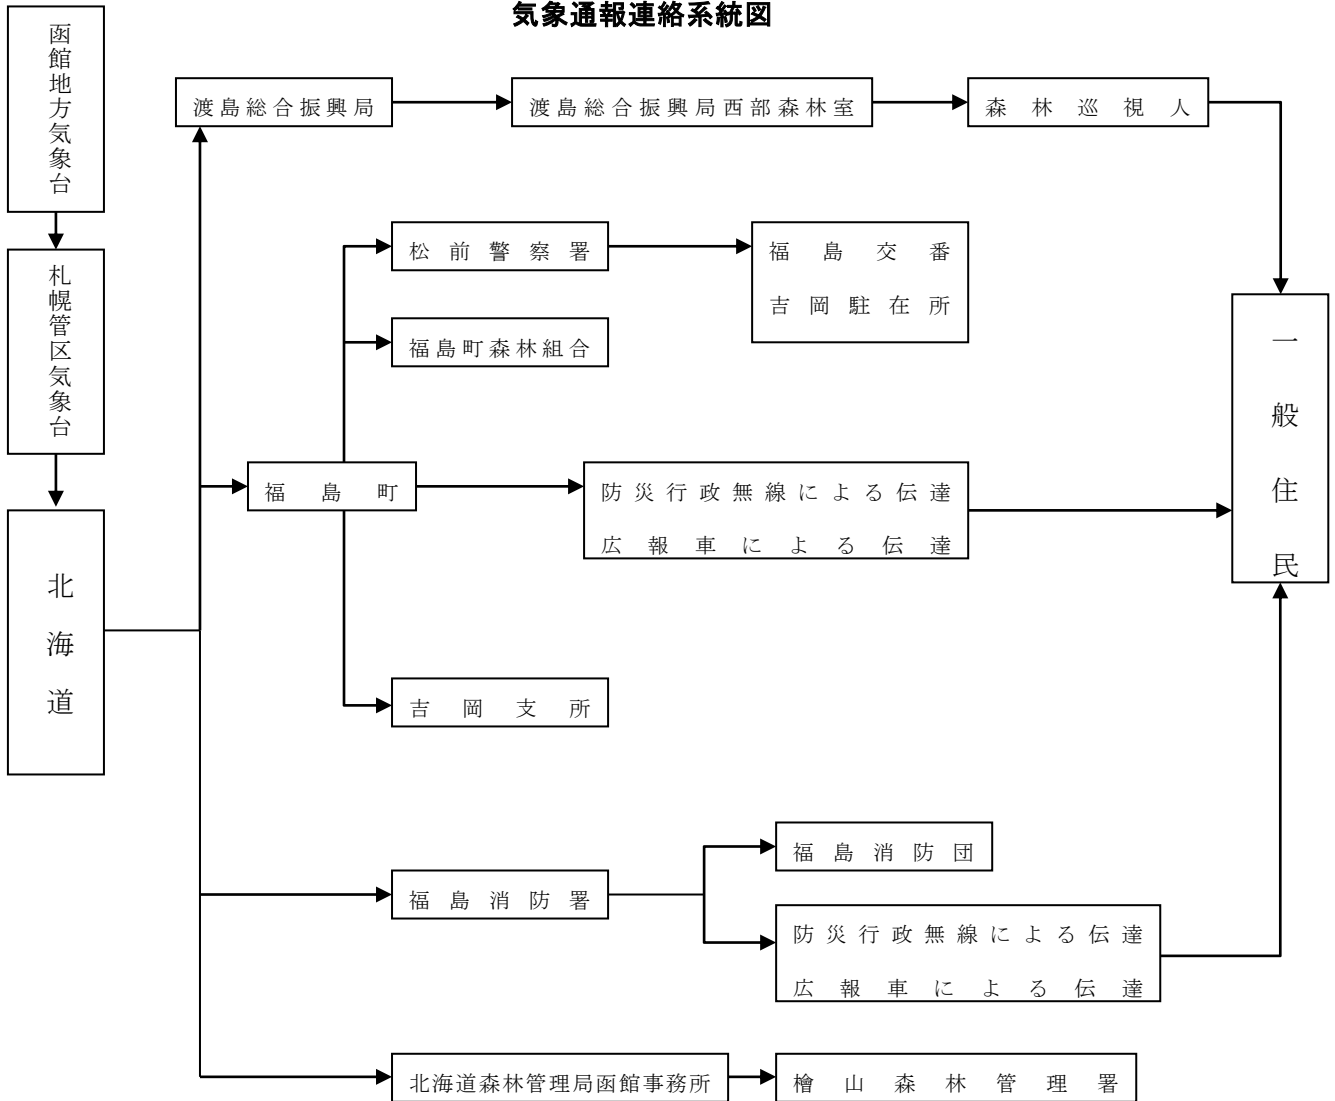 気象通報連絡系統図
函館地方気象台
札幌管区気象台
北海道
渡島総合振興局
渡島総合振興局西部森林室
森林巡視人
松前警察署
福島交番
吉岡駐在所
福島町森林組合
福島町
防災行政無線による伝達
広報車による伝達
一般住民
吉岡支所
福島消防署
福島消防団
防災行政無線による伝達
広報車による伝達
北海道森林管理局函館事務所
檜山森林管理署